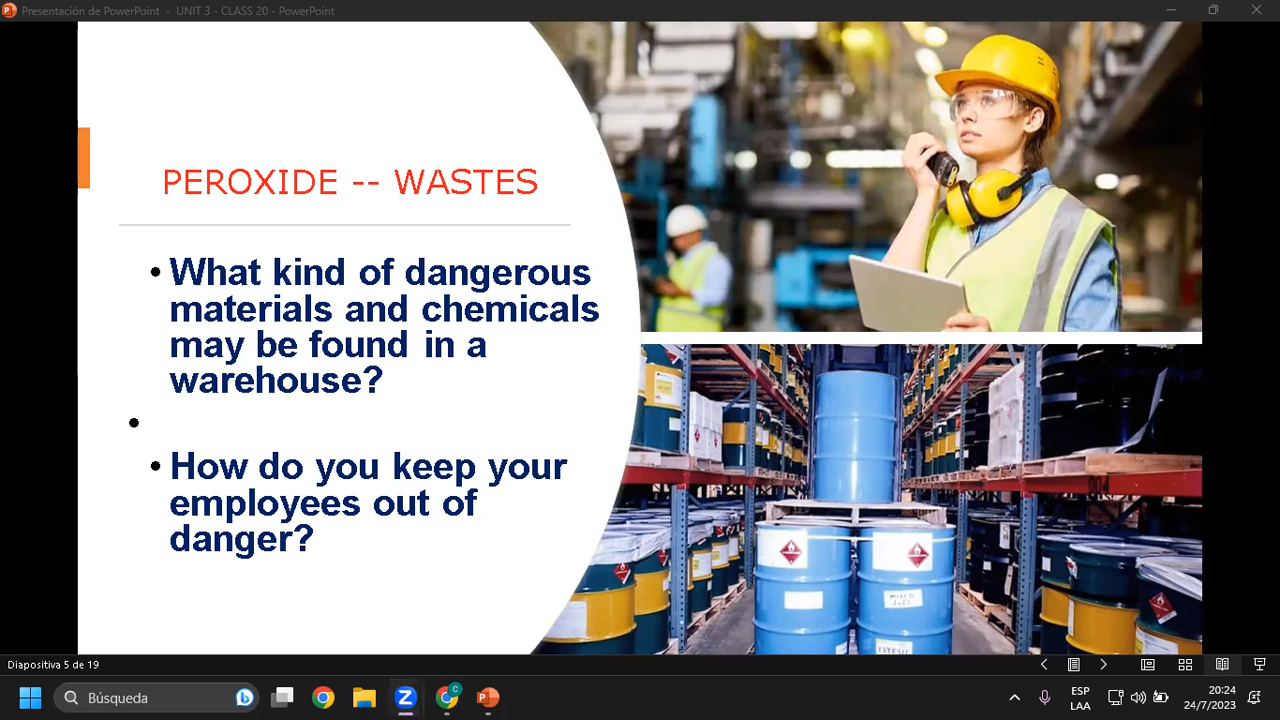 Presentación de PowerPoint - UNIT 3 - CLASS 20 - PowerPoint
PEROXIDE -- WASTES
• What kind of dangerous
materials and chemicals
may be found in a
warehouse?
•
• How do you keep your
employees out of
danger?
Diapositiva 5 de 19
Búsqueda
ESP
LAA
20:24
24/7/2023